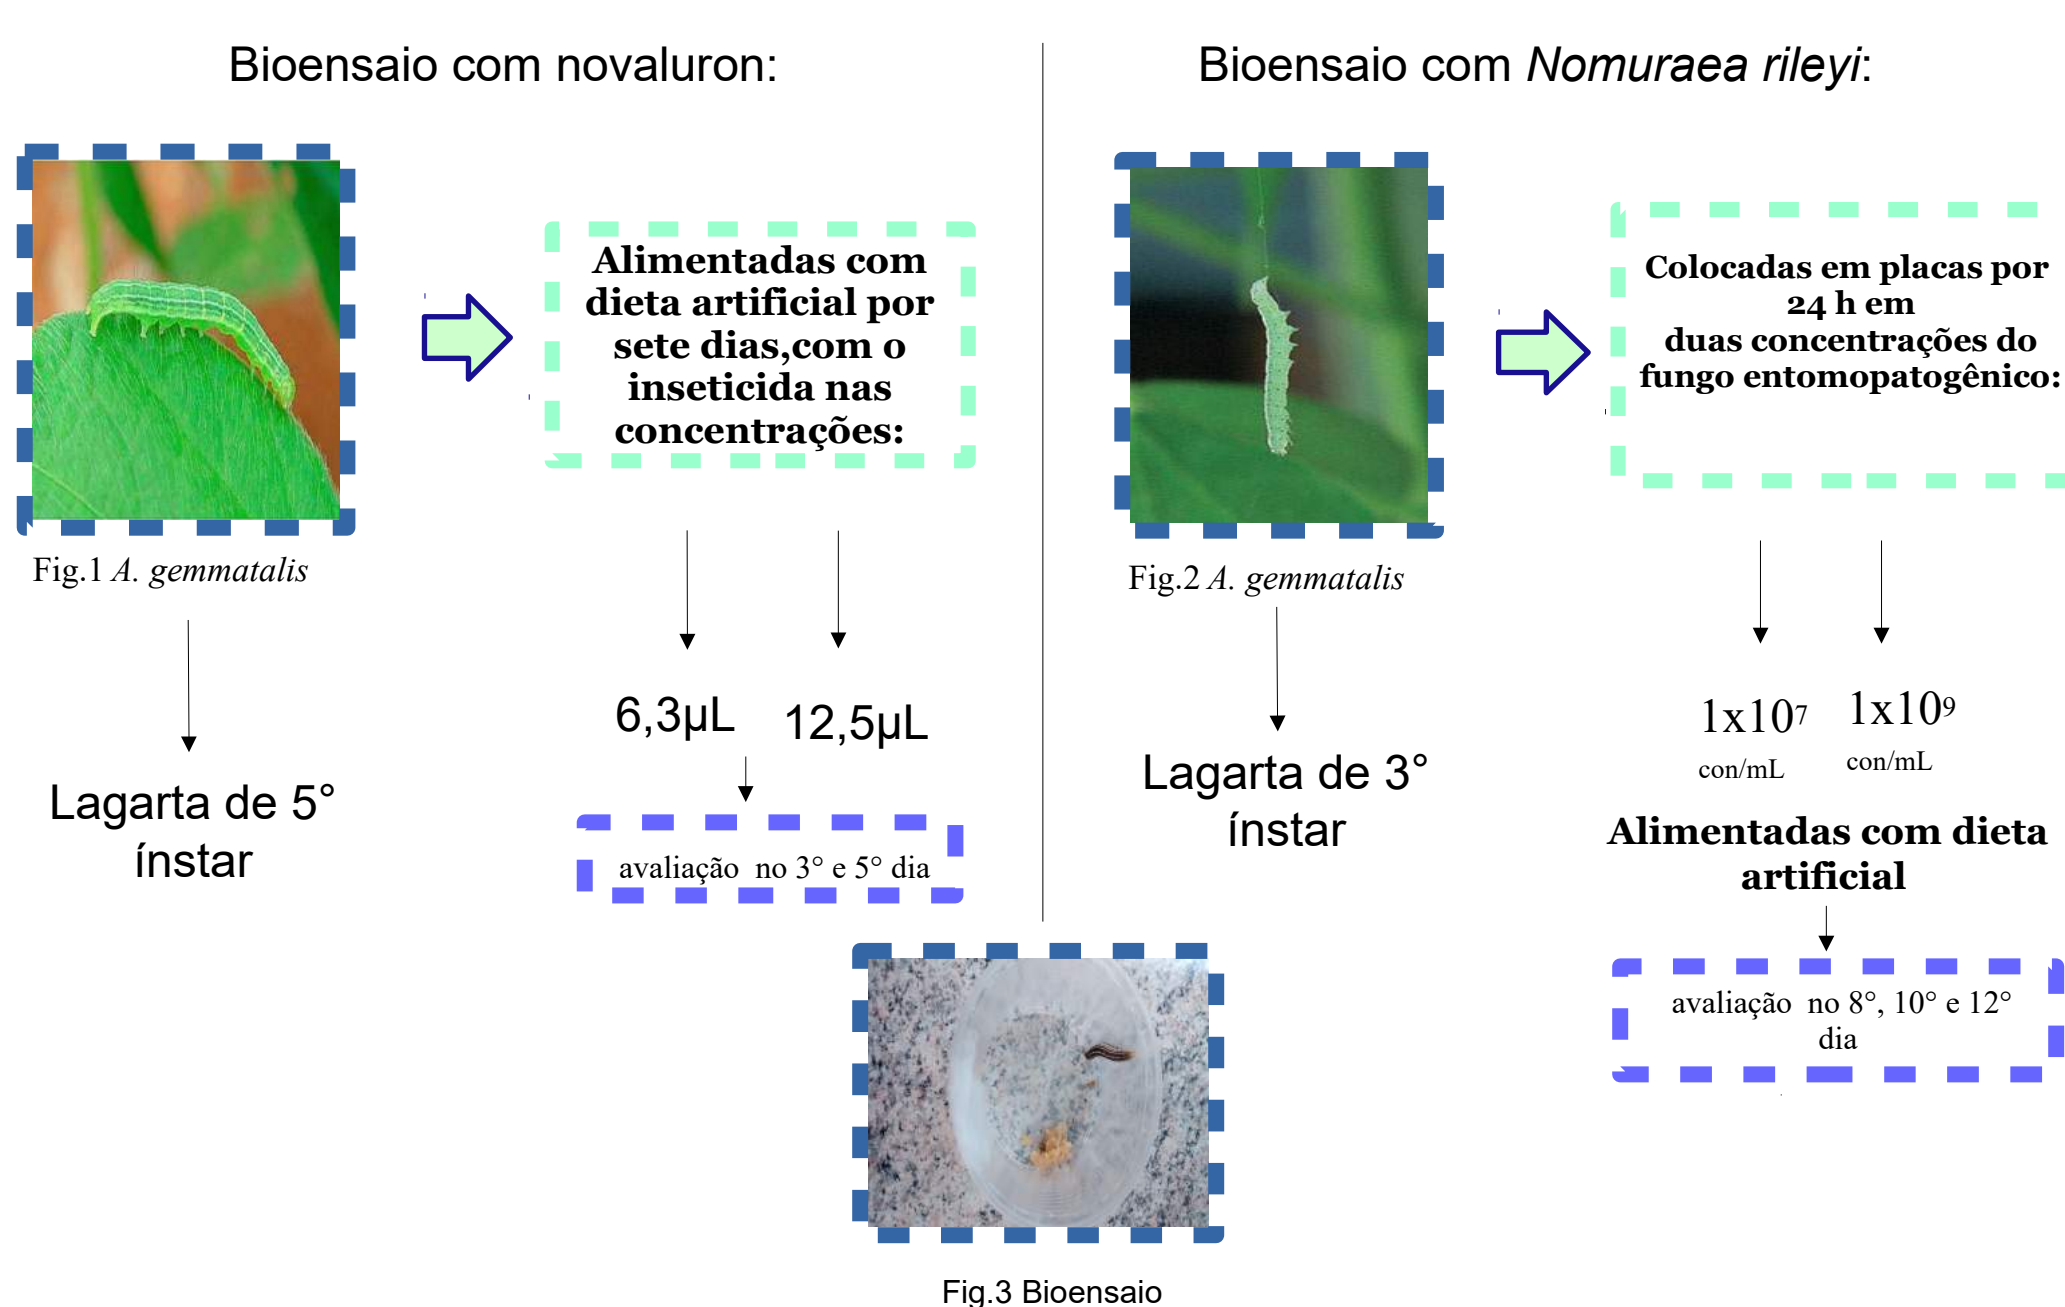 Bioensaio com novaluron:
Fig.1 A. gemmatalis
Lagarta de 5°
ínstar
Alimentadas com
dieta artificial por
sete dias,com o
inseticida nas
concentrações:
6,3µL
12,5µL
avaliação no 3° e 5° dia
Bioensaio com Nomuraea rileyi:
Fig.2 A. gemmatalis
Lagarta de 3°
ínstar
Colocadas em placas por
24 h em
duas concentrações do
fungo entomopatogênico:
1x10⁷
con/mL
1x10⁹
con/mL
Alimentadas com dieta
artificial
avaliação no 8°, 10° e 12°
dia
Fig.3 Bioensaio